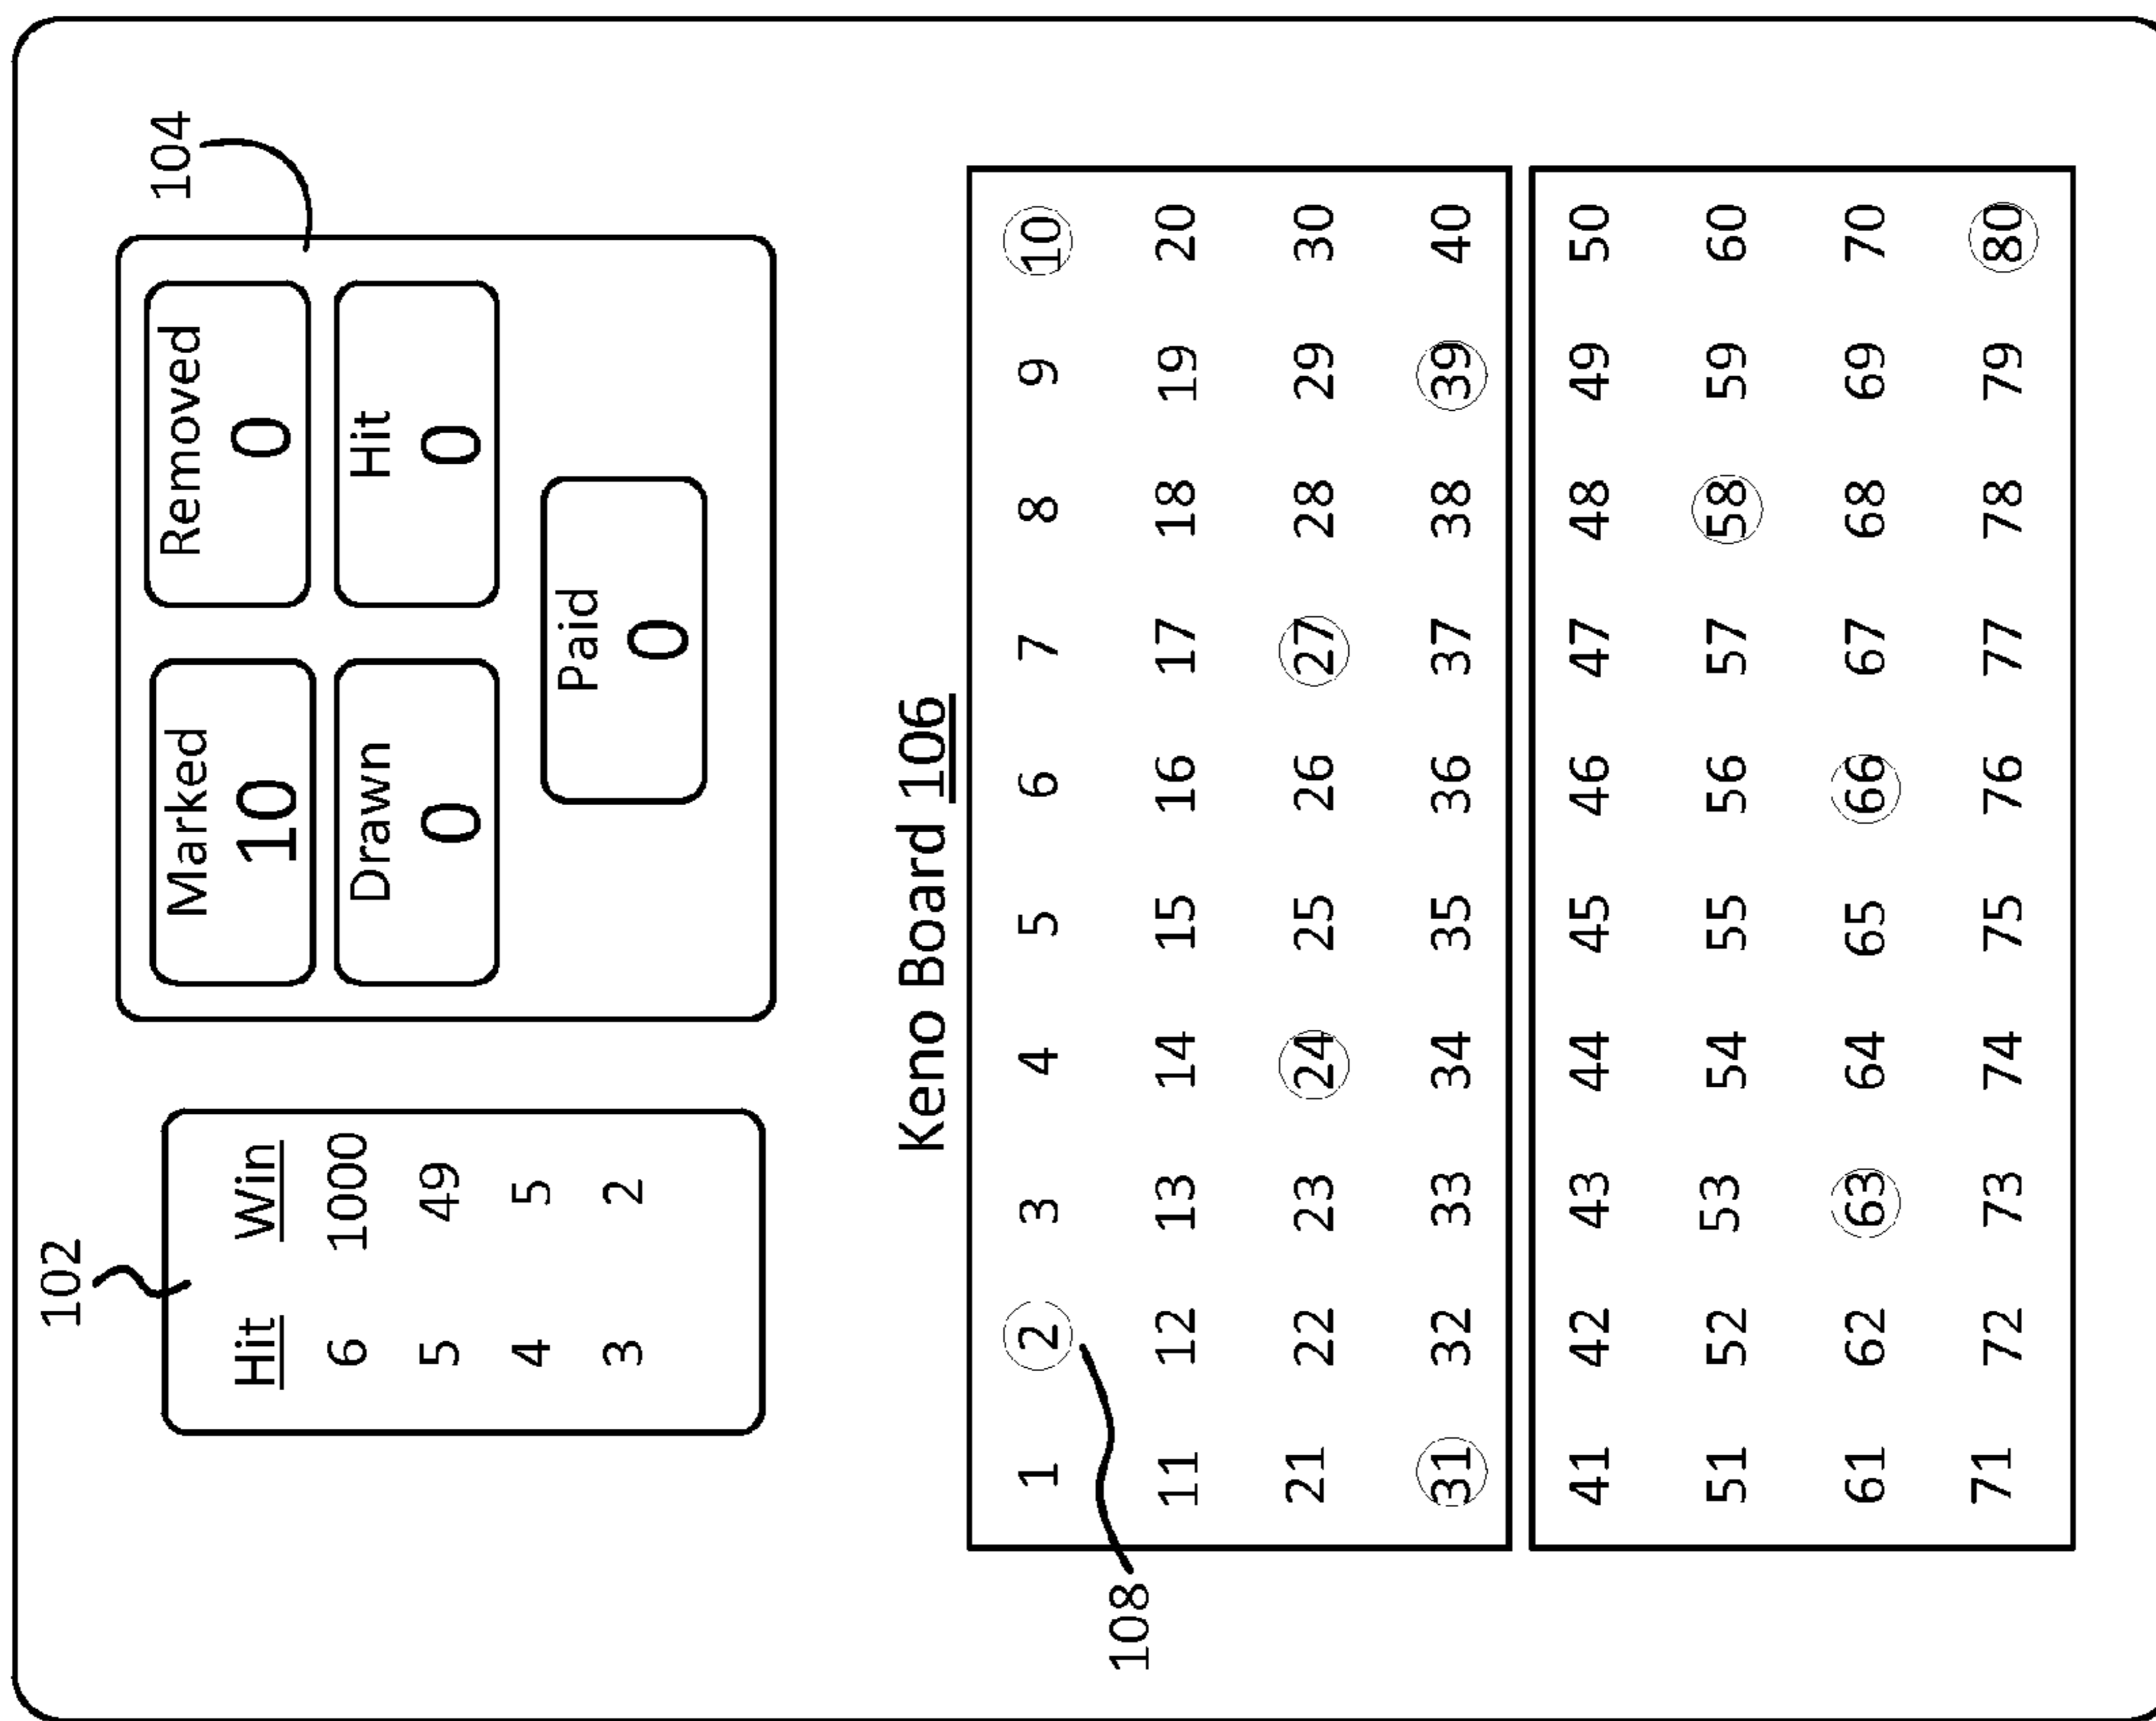 102
104
Hit Win
6 1000
5 49
4 5
3 2
Marked Removed
10 0
Drawn Hit
0 0
Paid
0
Keno Board 106
1 2 3 4 5 6 7 8 9 10
11 12 13 14 15 16 17 18 19 20
21 22 23 24 25 26 27 28 29 30
31 32 33 34 35 36 37 38 39 40
41 42 43 44 45 46 47 48 49 50
51 52 53 54 55 56 57 58 59 60
61 62 63 64 65 66 67 68 69 70
71 72 73 74 75 76 77 78 79 80
108